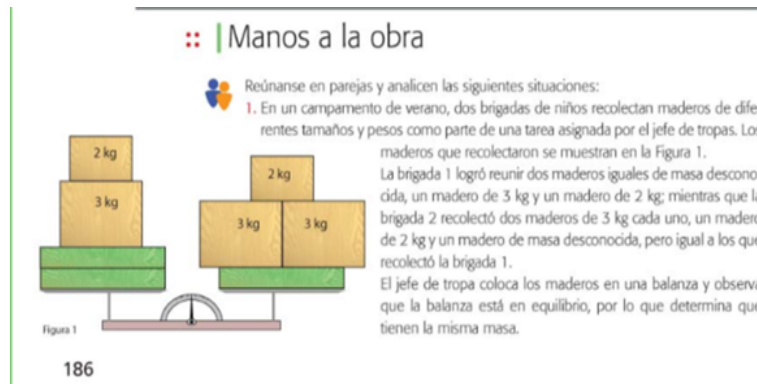 Manos a la obra
Reúnanse en parejas y analicen las siguientes situaciones:
1. En un campamento de verano, dos brigadas de niños recolectan maderos de dife
rentes tamaños y pesos como parte de una tarea asignada por el jefe de tropas. Los
maderos que recolectaron se muestran en la Figura 1.
La brigada 1 logró reunir dos maderos iguales de masa descono
cida, un madero de 3 kg y un madero de 2 kg; mientras que la
brigada 2 recolectó dos maderos de 3 kg cada uno, un madero
de 2 kg y un madero de masa desconocida, pero igual a los que
recolectó la brigada 1.
El jefe de tropa coloca los maderos en una balanza y observa
que la balanza está en equilibrio, por lo que determina que
tienen la misma masa.
2 kg
3 kg
2 kg
3 kg
3 kg
Figura 1
186